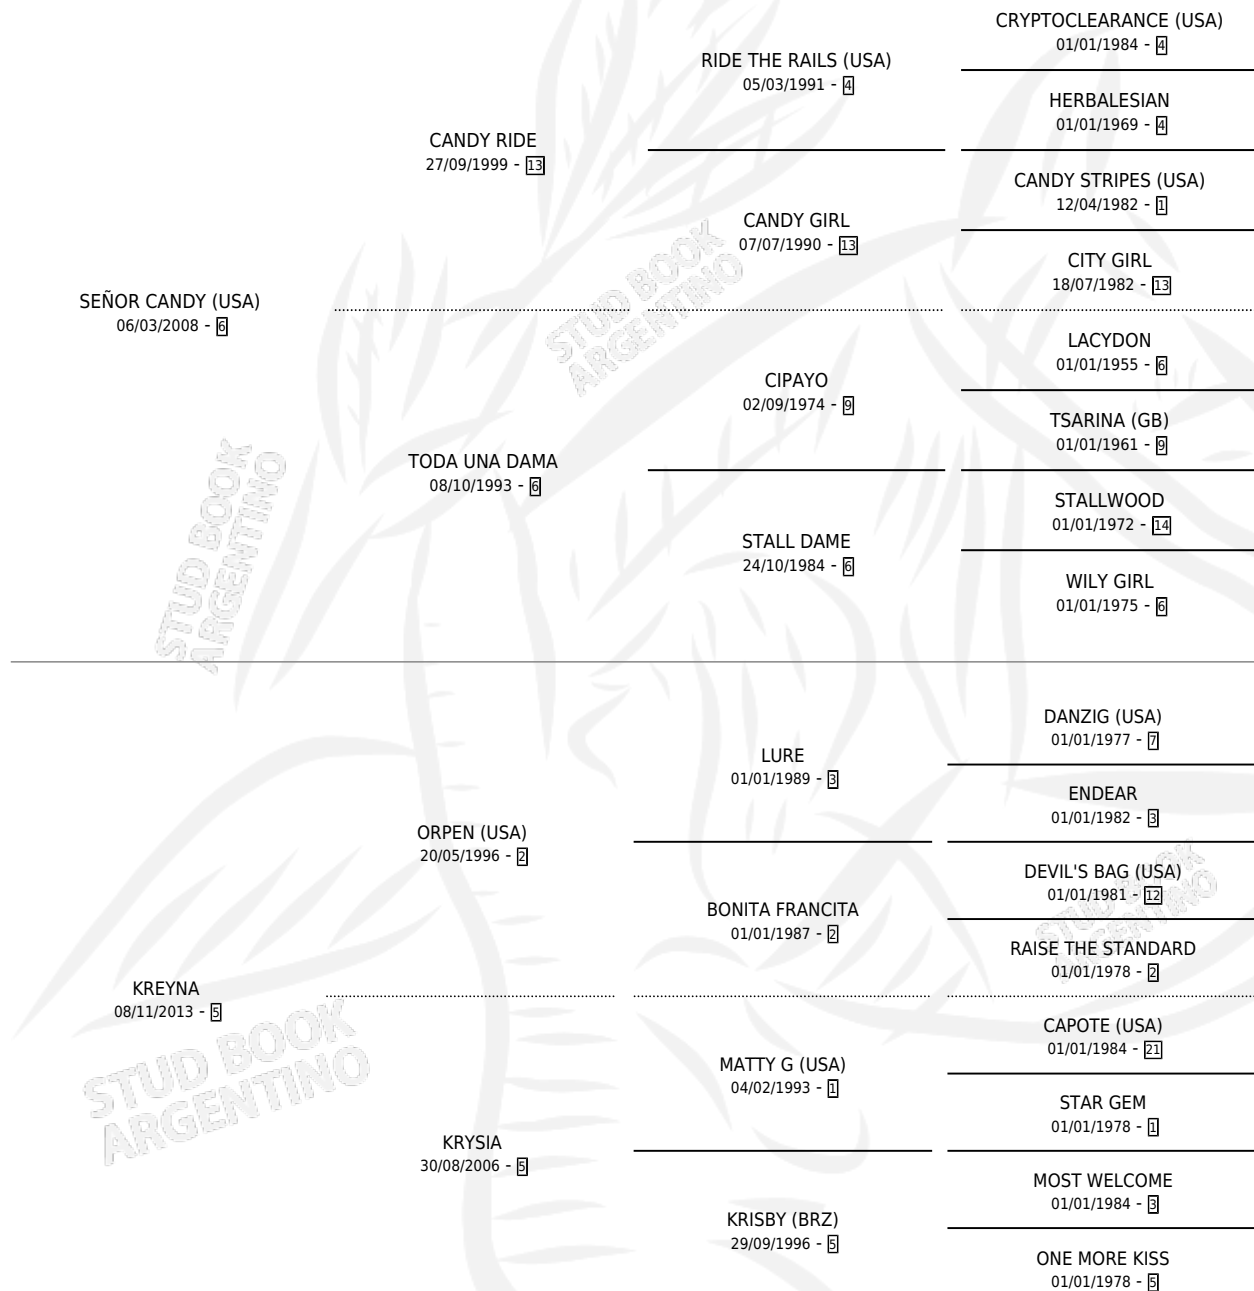 CRYPTOCLEARANCE (USA)
01/01/1984 - 4
RIDE THE RAILS (USA)
05/03/1991 - 4
HERBALESIAN
01/01/1969 - 4
CANDY RIDE
27/09/1999 - 13
CANDY STRIPES (USA)
12/04/1982 - 1
CANDY GIRL
07/07/1990 - 13
CITY GIRL
18/07/1982 - 13
SEÑOR CANDY (USA)
06/03/2008 - 6
LACYDON
01/01/1955 - 6
CIPAYO
02/09/1974 - 9
TSARINA (GB)
01/01/1961 - 9
TODA UNA DAMA
08/10/1993 - 6
STALLWOOD
01/01/1972 - 14
STALL DAME
24/10/1984 - 6
WILY GIRL
01/01/1975 - 6
STUD BOOK
ARGENTINO
STUD BOOK
ARGENTINO
DANZIG (USA)
01/01/1977 - 7
LURE
01/01/1989 - 3
ENDEAR
01/01/1982 - 3
ORPEN (USA)
20/05/1996 - 2
DEVIL'S BAG (USA)
01/01/1981 - 12
BONITA FRANCITA
01/01/1987 - 2
RAISE THE STANDARD
01/01/1978 - 2
STUD BOOK
ARGENTINO
KREYNA
08/11/2013 - 5
CAPOTE (USA)
01/01/1984 - 21
MATTY G (USA)
04/02/1993 - 1
STAR GEM
01/01/1978 - 1
KRYSIA
30/08/2006 - 5
MOST WELCOME
01/01/1984 - 3
KRISBY (BRZ)
29/09/1996 - 5
ONE MORE KISS
01/01/1978 - 5
STUD BOOK
ARGENTINO